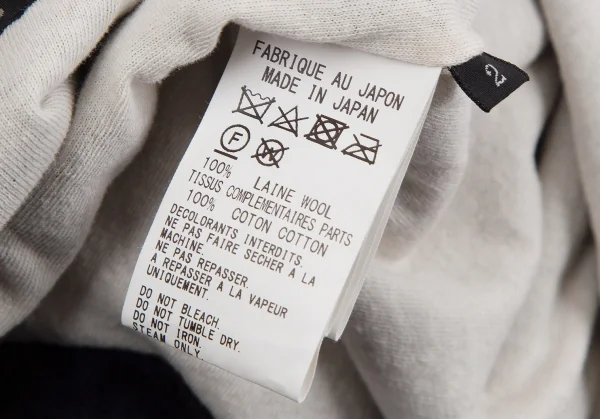 FABRIQUE AU JAPON
MADE IN JAPAN
2
F
100% LAINE WOOL
TISSUS COMPLEMENTAIRES PARTS
100% COTON COTTON
DECOLORANTS INTERDITS.
NE PAS FAIRE SECHER A LA
MACHINE.
NE PAS REPASSER.
A REPASSER A LA VAPEUR
UNIQUEMENT.
DO NOT BLEACH.
DO NOT TUMBLE DRY.
DO NOT IRON.
STEAM ONLY.